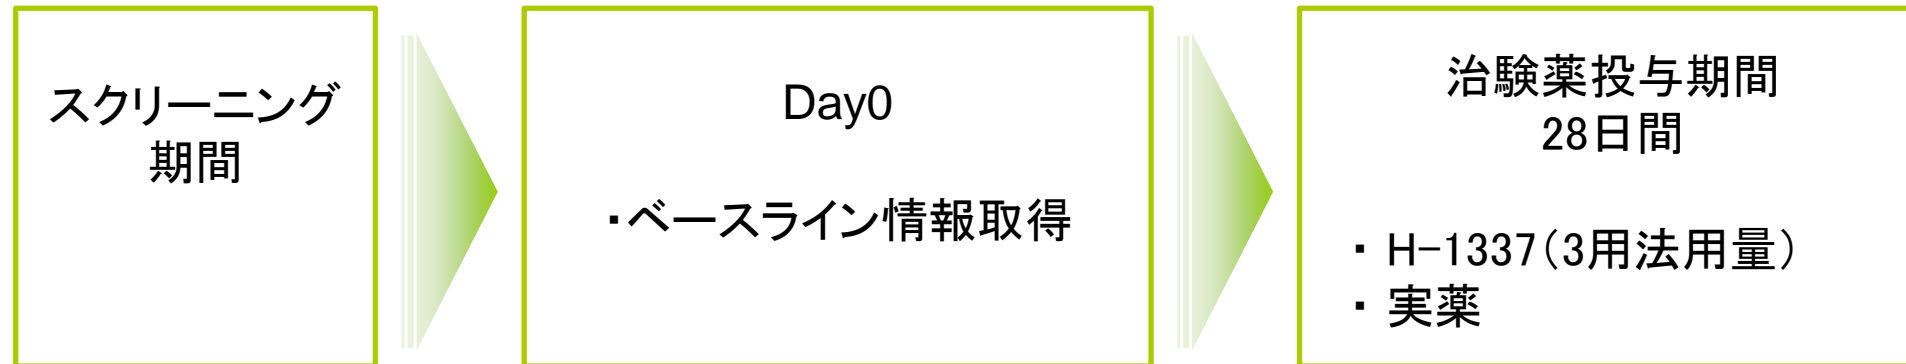 スクリーニング
期間
Day0
・ベースライン情報取得
治験薬投与期間
28日間
・ H-1337(3用法用量)
・ 実薬